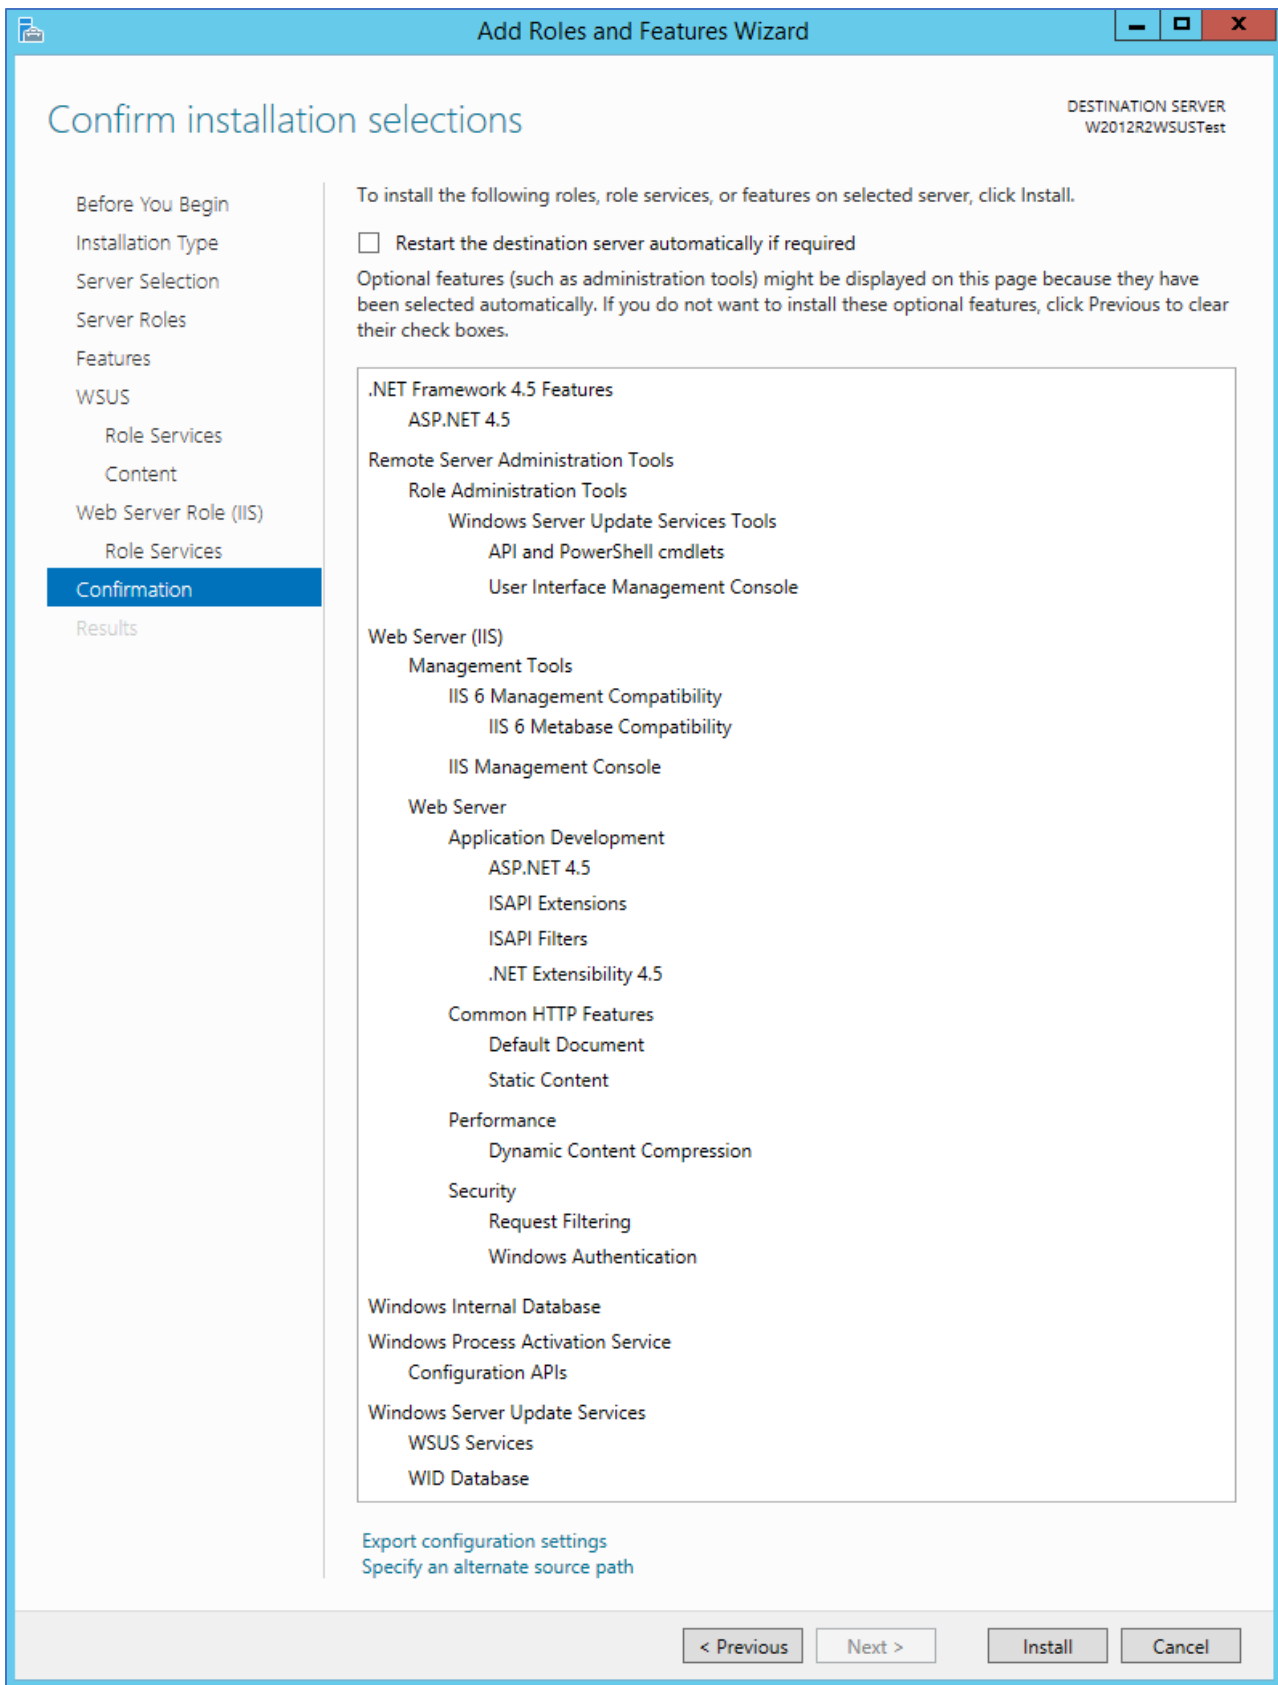 Add Roles and Features Wizard
Confirm installation selections
DESTINATION SERVER
W2012R2WSUSTest
Before You Begin
Installation Type
Server Selection
Server Roles
Features
WSUS
Role Services
Content
Web Server Role (IIS)
Role Services
Confirmation
Results
To install the following roles, role services, or features on selected server, click Install.
Restart the destination server automatically if required
Optional features (such as administration tools) might be displayed on this page because they have
been selected automatically. If you do not want to install these optional features, click Previous to clear
their check boxes.
.NET Framework 4.5 Features
ASP.NET 4.5
Remote Server Administration Tools
Role Administration Tools
Windows Server Update Services Tools
API and PowerShell cmdlets
User Interface Management Console
Web Server (IIS)
Management Tools
IIS 6 Management Compatibility
IIS 6 Metabase Compatibility
IIS Management Console
Web Server
Application Development
ASP.NET 4.5
ISAPI Extensions
ISAPI Filters
.NET Extensibility 4.5
Common HTTP Features
Default Document
Static Content
Performance
Dynamic Content Compression
Security
Request Filtering
Windows Authentication
Windows Internal Database
Windows Process Activation Service
Configuration APIs
Windows Server Update Services
WSUS Services
WID Database
Export configuration settings
Specify an alternate source path
< Previous
Next >
Install
Cancel